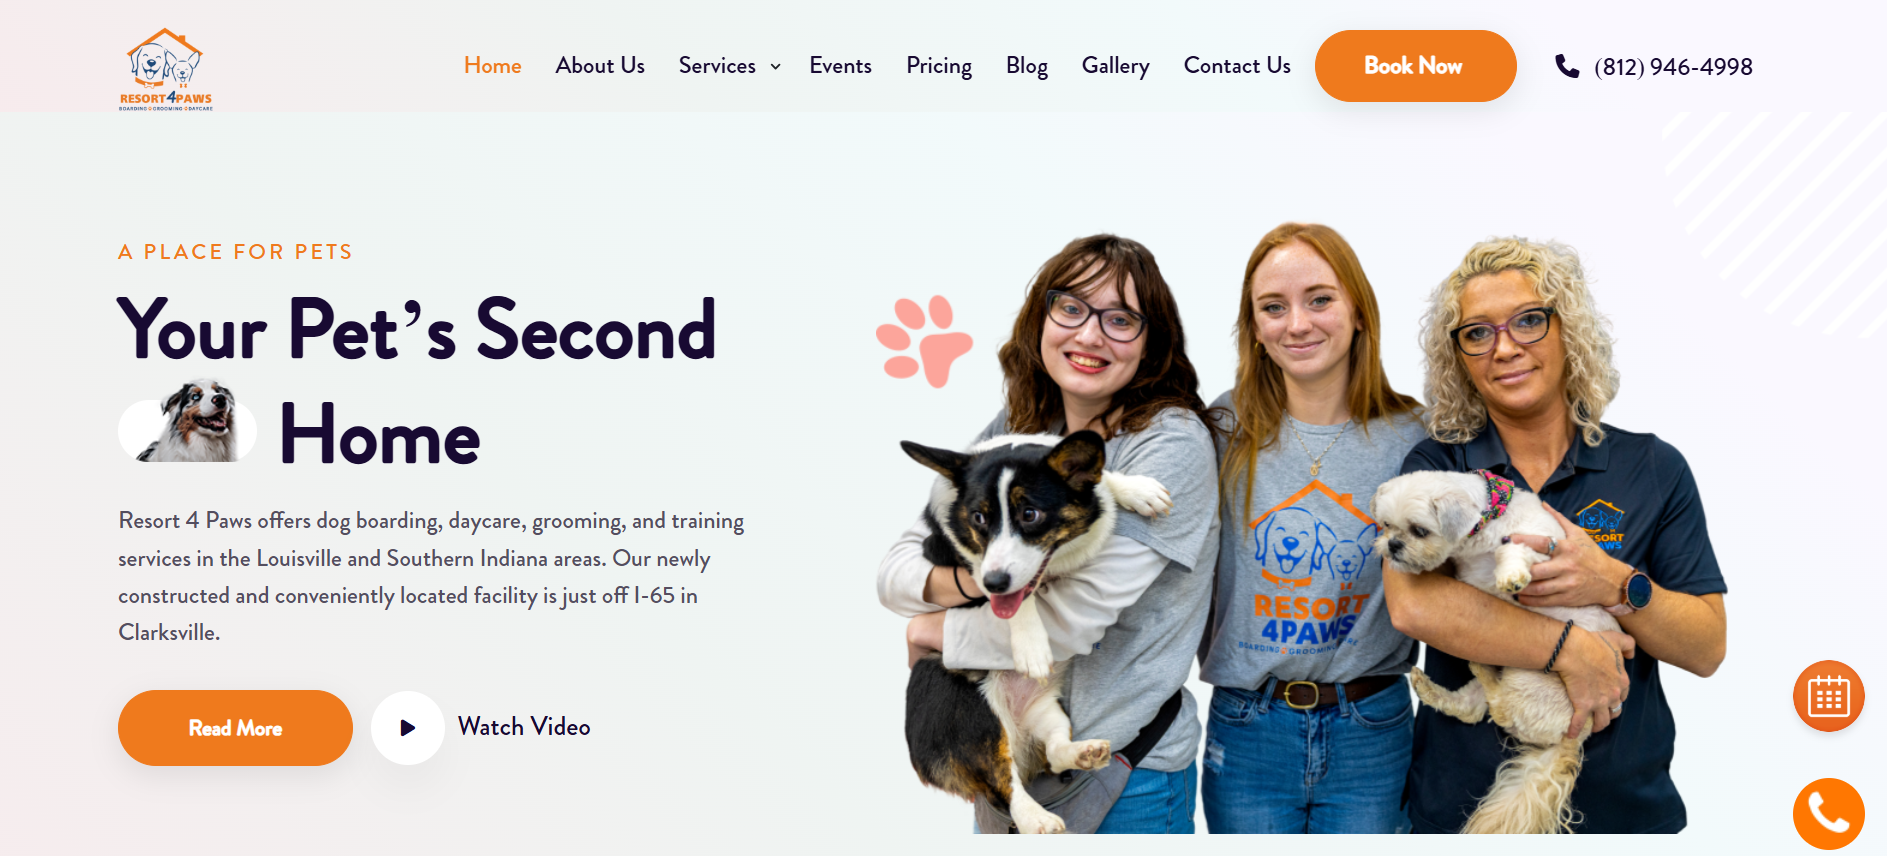 RESORT4PAWS
BOARDING GROOMING DAYCARE
Home About Us Services Events Pricing Blog Gallery Contact Us Book Now (812) 946-4998
A PLACE FOR PETS
Your Pet’s Second
Home
Resort 4 Paws offers dog boarding, daycare, grooming, and training
services in the Louisville and Southern Indiana areas. Our newly
constructed and conveniently located facility is just off I-65 in
Clarksville.
Read More Watch Video
RESORT
4PAWS
BOARDING GROOMING